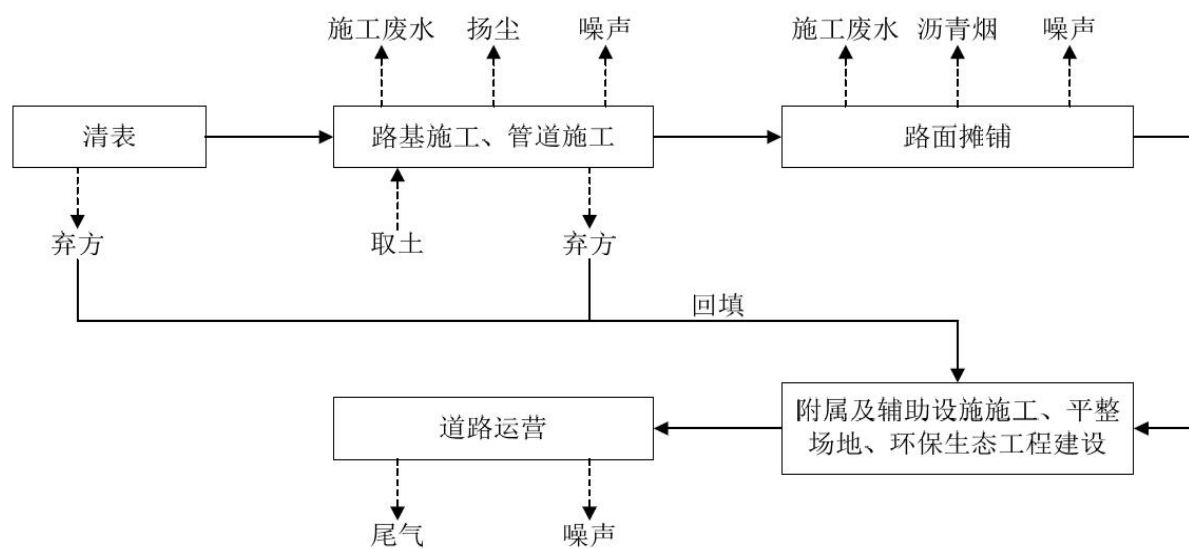 施工废水
扬尘
噪声
施工废水
沥青烟
噪声
清表
路基施工、管道施工
路面摊铺
弃方
取土
弃方
回填
道路运营
附属及辅助设施施工、平整
场地、环保生态工程建设
尾气
噪声